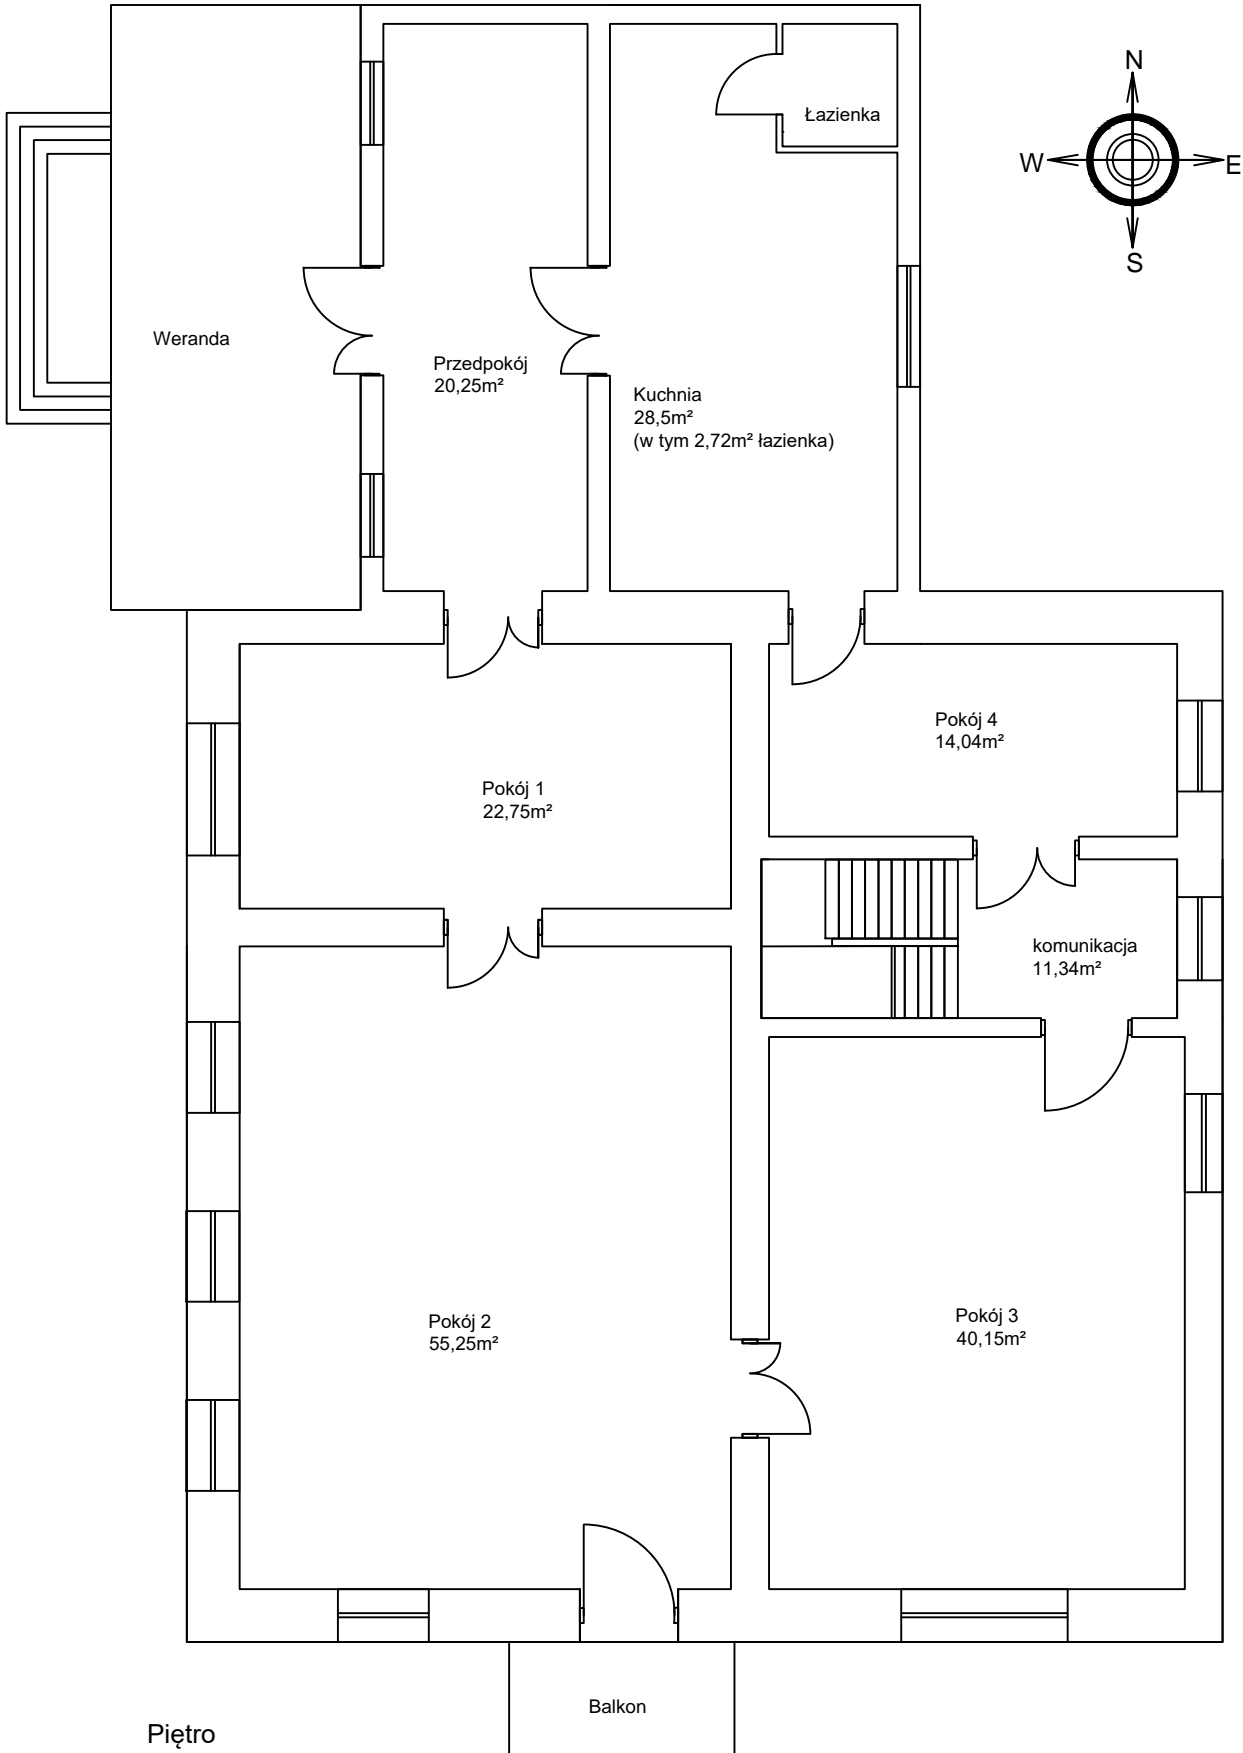 N
Łazienka
W
E
S
Weranda
Przedpokój
20,25m²
Kuchnia
28,5m²
(w tym 2,72m² łazienka)
Pokój 4
14,04m²
Pokój 1
22,75m²
komunikacja
11,34m²
Pokój 2
55,25m²
Pokój 3
40,15m²
Balkon
Piętro